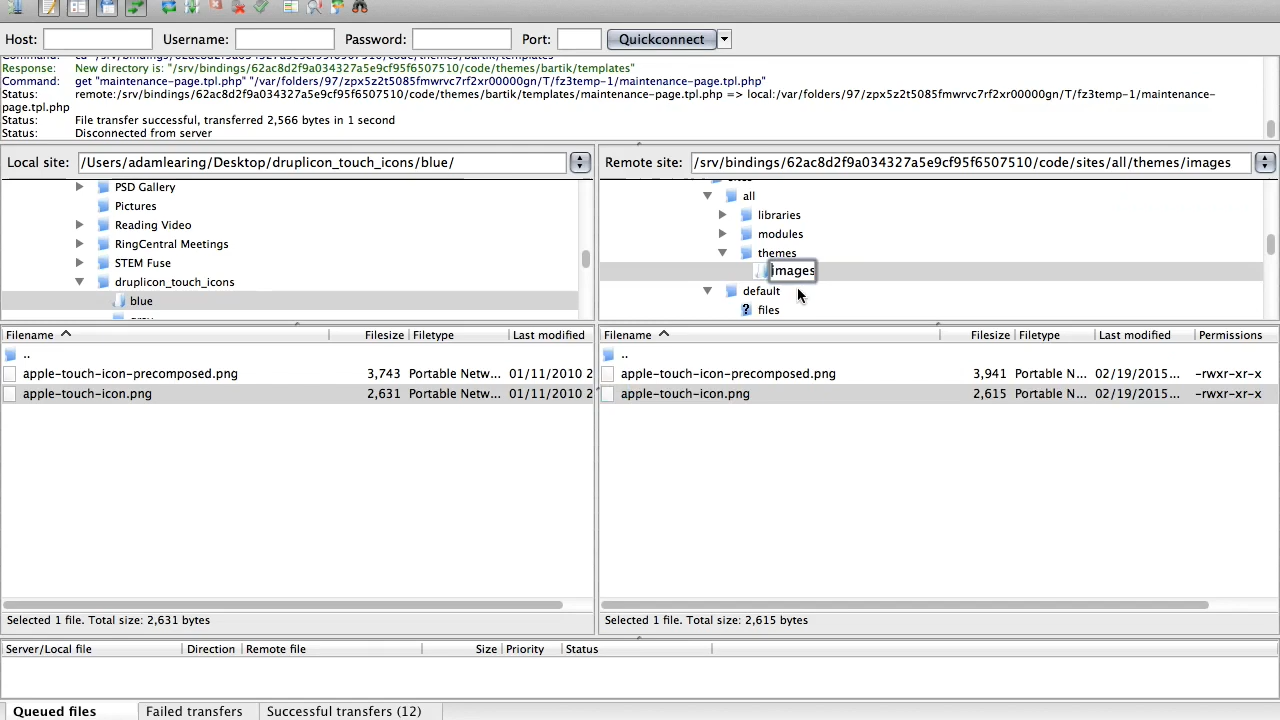 Host: Username: Password: Port: Quickconnect
Response: New directory is: "/srv/bindings/62ac8d2f9a034327a5e9cf95f6507510/code/themes/bartik/templates"
Command: get "maintenance-page.tpl.php" "/var/folders/97/zpx5z2t5085fmwrvc7rf2xr00000gn/T/fz3temp-1/maintenance-page.tpl.php"
Status: remote:/srv/bindings/62ac8d2f9a034327a5e9cf95f6507510/code/themes/bartik/templates/maintenance-page.tpl.php => local:/var/folders/97/zpx5z2t5085fmwrvc7rf2xr00000gn/T/fz3temp-1/maintenance-
page.tpl.php
Status: File transfer successful, transferred 2,566 bytes in 1 second
Status: Disconnected from server
Local site: /Users/adamlearing/Desktop/druplicon_touch_icons/blue/
PSD Gallery
Pictures
Reading Video
RingCentral Meetings
STEM Fuse
druplicon_touch_icons
blue
Remote site: /srv/bindings/62ac8d2f9a034327a5e9cf95f6507510/code/sites/all/themes/images
all
libraries
modules
themes
images
default
? files
Filename Filesize Filetype Last modified
..
apple-touch-icon-precomposed.png 3,743 Portable Netw... 01/11/2010 2
apple-touch-icon.png 2,631 Portable Netw... 01/11/2010 2
Selected 1 file. Total size: 2,631 bytes
Filename Filesize Filetype Last modified Permissions
..
apple-touch-icon-precomposed.png 3,941 Portable N... 02/19/2015... -rwxr-xr-x
apple-touch-icon.png 2,615 Portable N... 02/19/2015... -rwxr-xr-x
Selected 1 file. Total size: 2,615 bytes
Server/Local file Direction Remote file Size Priority Status
Queued files Failed transfers Successful transfers (12)